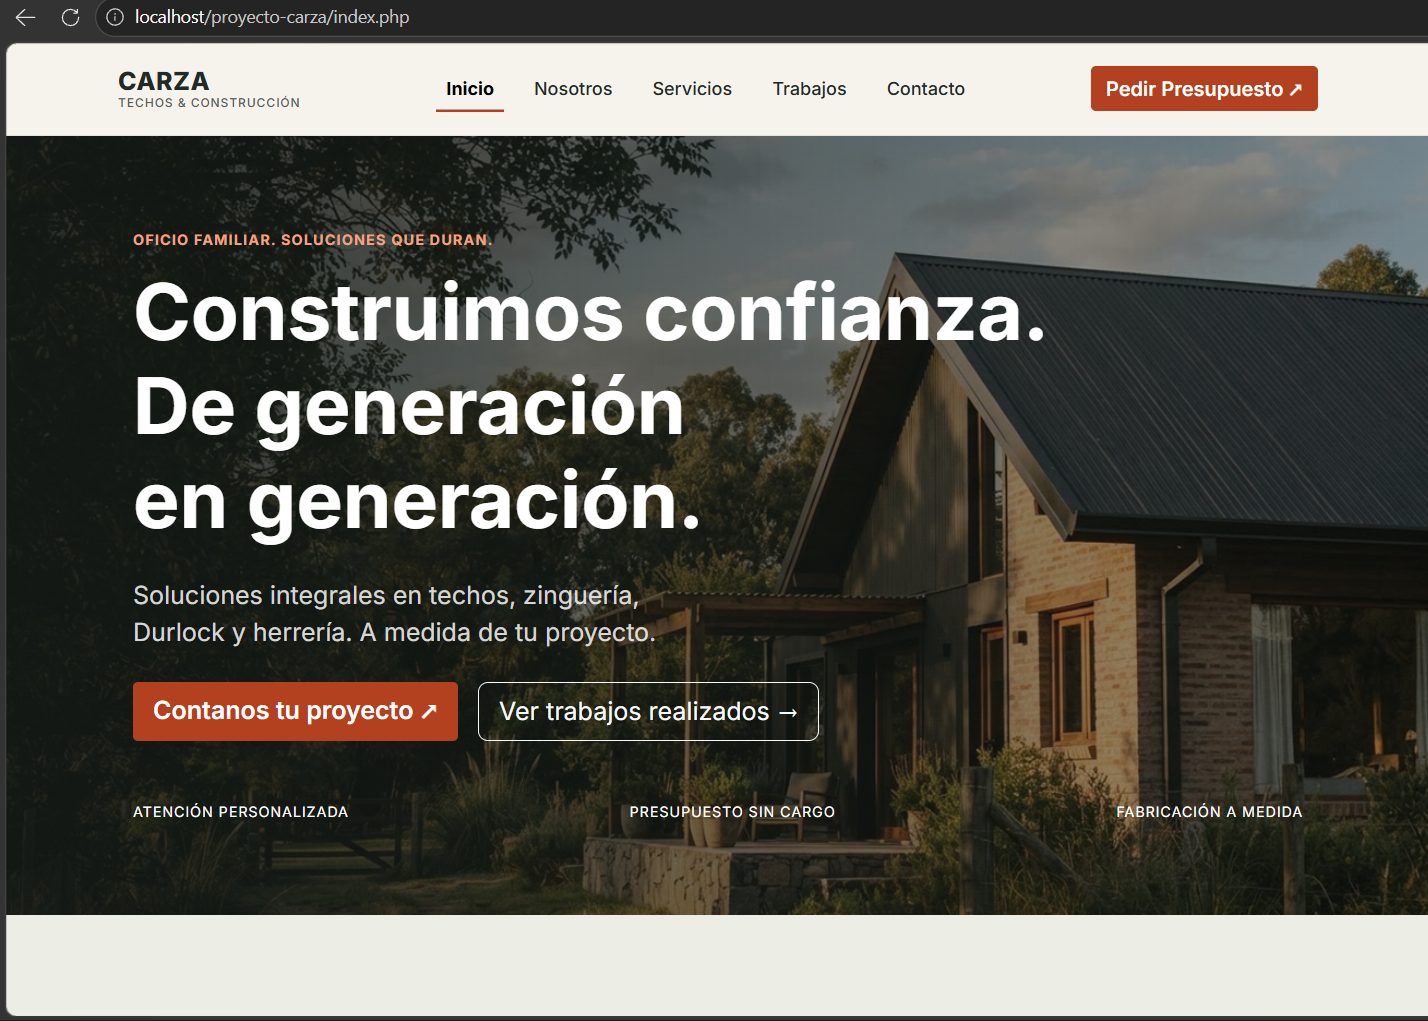 localhost/proyecto-carza/index.php
CARZA
TECHOS & CONSTRUCCIÓN
Inicio
Nosotros
Servicios
Trabajos
Contacto
Pedir Presupuesto ↗
OFICIO FAMILIAR. SOLUCIONES QUE DURAN.
Construimos confianza.
De generación
en generación.
Soluciones integrales en techos, zinguería,
Durlock y herrería. A medida de tu proyecto.
Contanos tu proyecto ↗
Ver trabajos realizados →
ATENCIÓN PERSONALIZADA
PRESUPUESTO SIN CARGO
FABRICACIÓN A MEDIDA